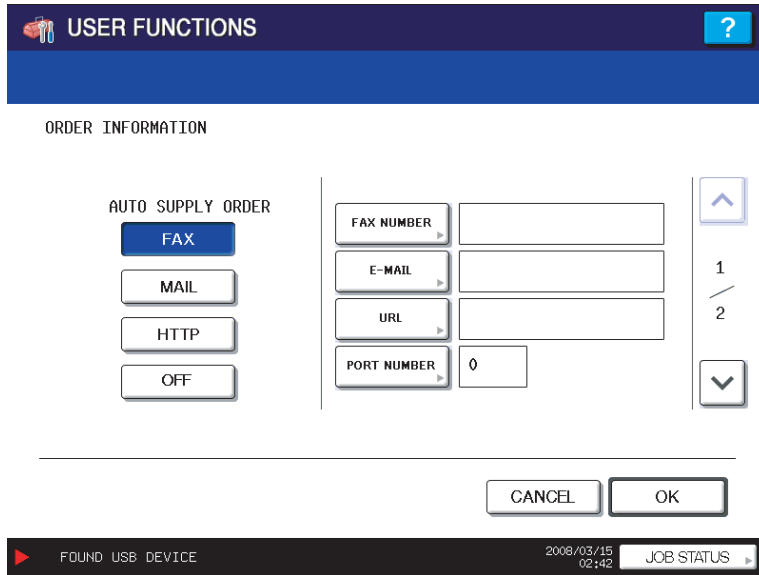 USER FUNCTIONS
?
ORDER INFORMATION
AUTO SUPPLY ORDER
FAX
MAIL
HTTP
OFF
FAX NUMBER
E-MAIL
URL
PORT NUMBER 0
1
2
CANCEL OK
FOUND USB DEVICE
2008/03/15
02:42
JOB STATUS